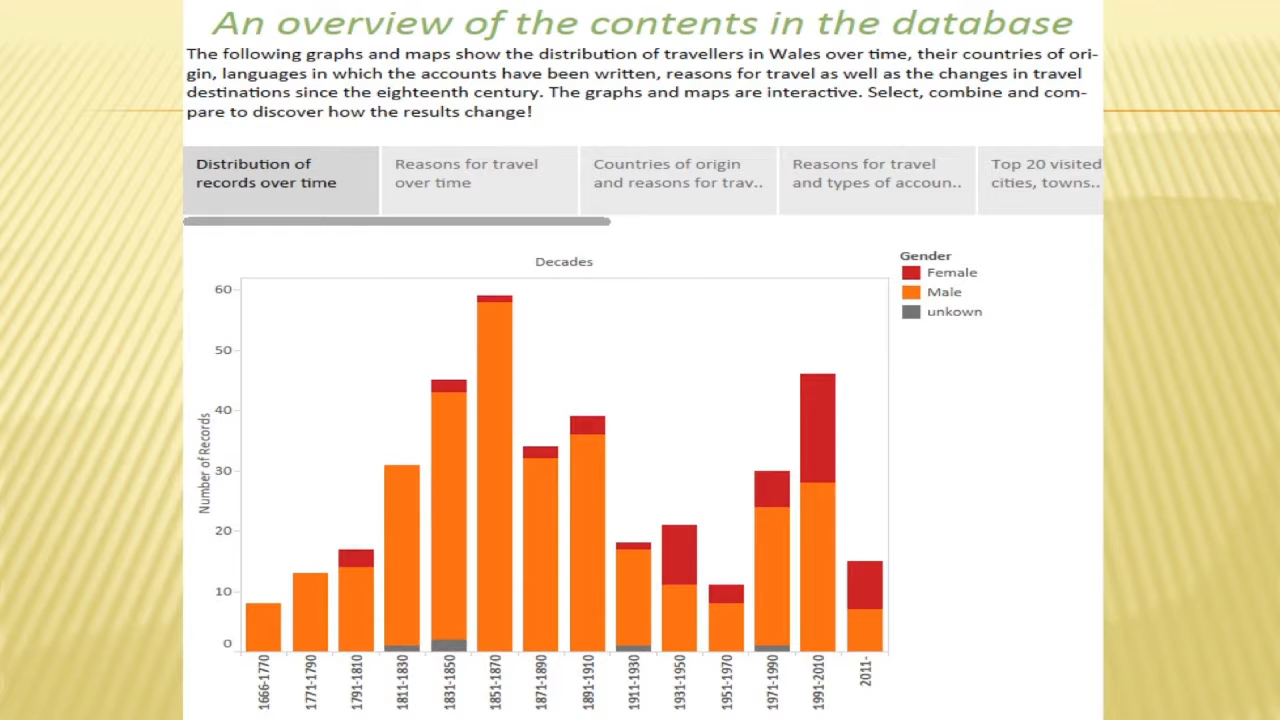 An overview of the contents in the database
The following graphs and maps show the distribution of travellers in Wales over time, their countries of ori-
gin, languages in which the accounts have been written, reasons for travel as well as the changes in travel
destinations since the eighteenth century. The graphs and maps are interactive. Select, combine and com-
pare to discover how the results change!
Distribution of
records over time
Reasons for travel
over time
Countries of origin
and reasons for trav..
Reasons for travel
and types of accoun..
Top 20 visited
cities, towns..
Decades
Gender
Female
Male
unkown
Number of Records
60
50
40
30
20
10
0
1666-1770
1771-1790
1791-1810
1811-1830
1831-1850
1851-1870
1871-1890
1891-1910
1911-1930
1931-1950
1951-1970
1971-1990
1991-2010
2011-